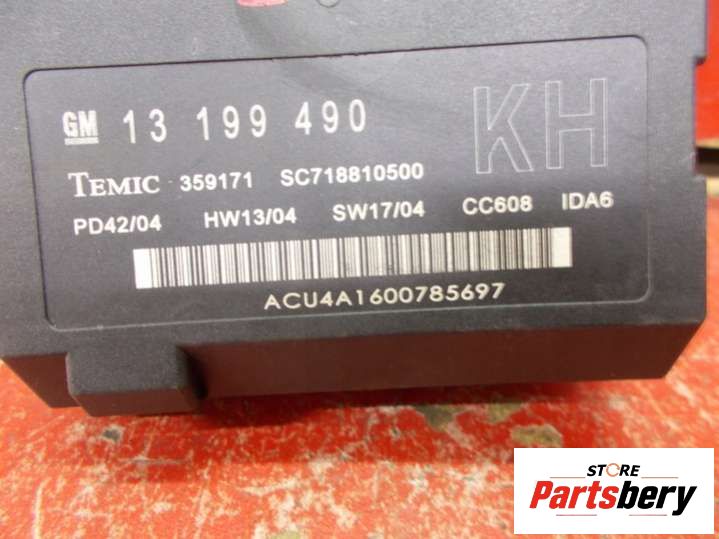 GM 13 199 490 KH
TEMIC 359171 SC718810500
PD42/04 HW13/04 SW17/04 CC608 IDA6
ACU4A1600785697
STORE
Partsbery